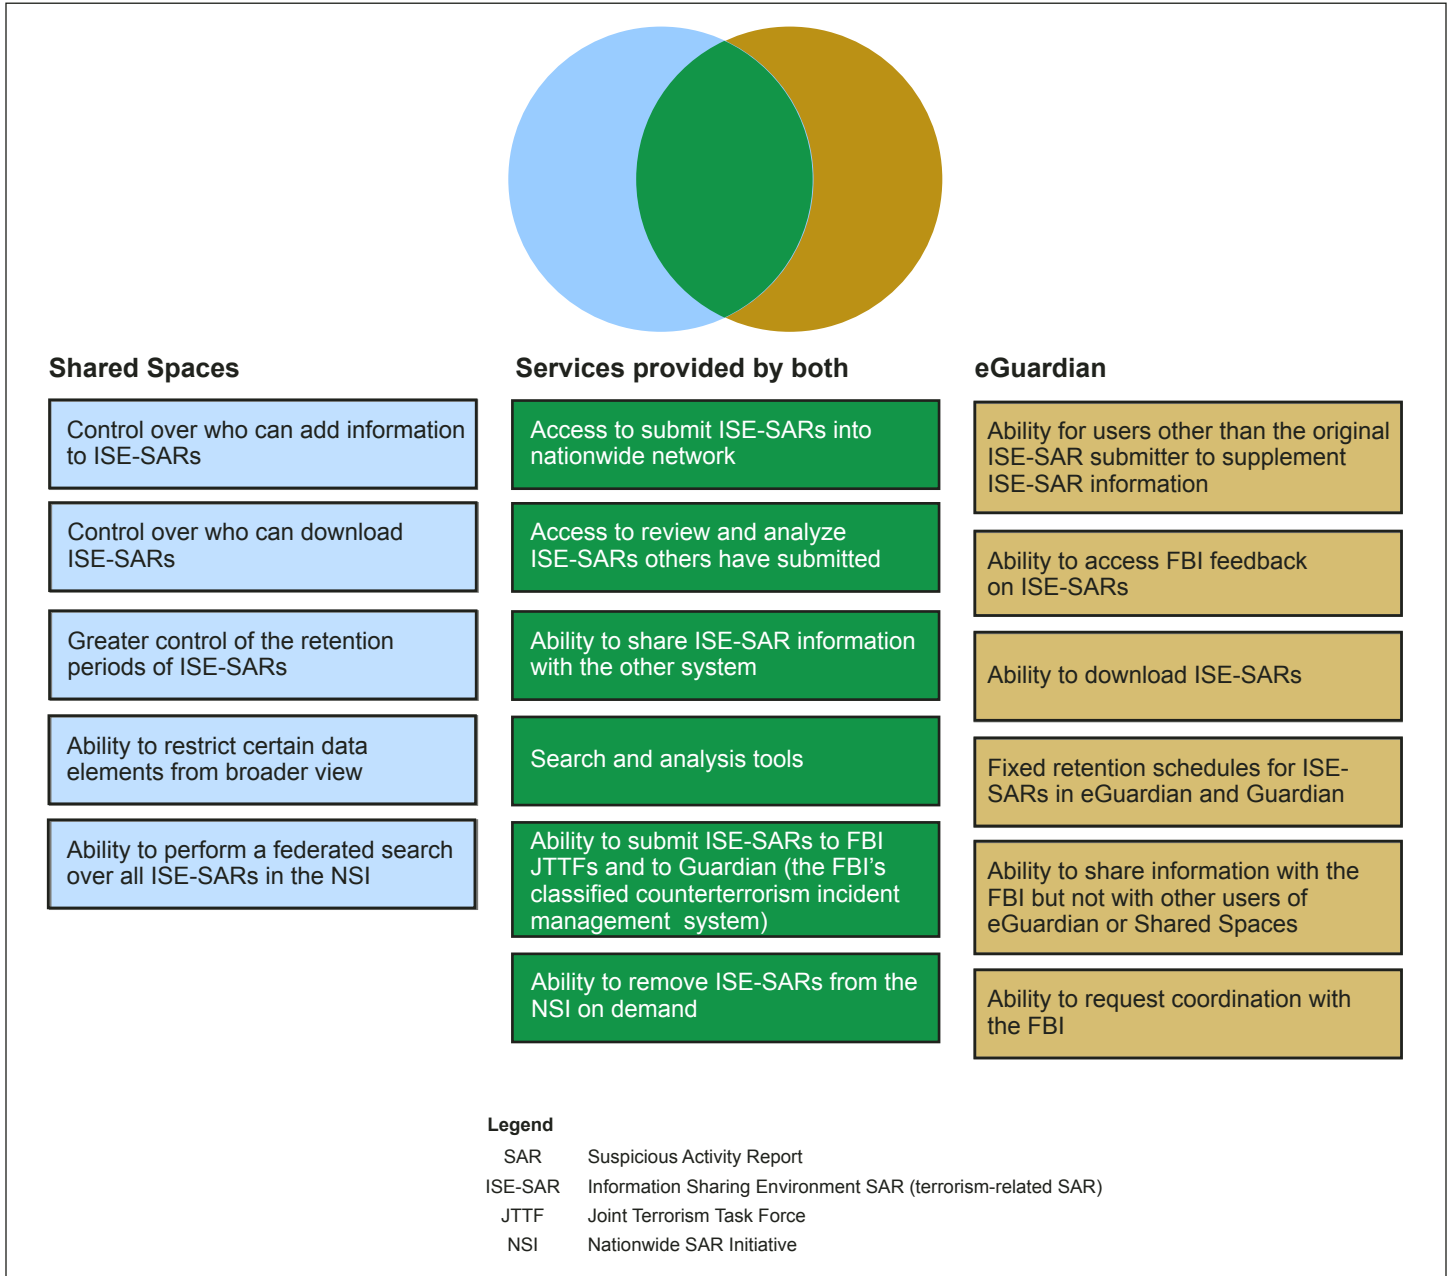 Shared Spaces
Control over who can add information
to ISE-SARs
Control over who can download
ISE-SARs
Greater control of the retention
periods of ISE-SARs
Ability to restrict certain data
elements from broader view
Ability to perform a federated search
over all ISE-SARs in the NSI
Services provided by both
Access to submit ISE-SARs into
nationwide network
Access to review and analyze
ISE-SARs others have submitted
Ability to share ISE-SAR information
with the other system
Search and analysis tools
Ability to submit ISE-SARs to FBI
JTTFs and to Guardian (the FBI's
classified counterterrorism incident
management system)
Ability to remove ISE-SARs from the
NSI on demand
eGuardian
Ability for users other than the original
ISE-SAR submitter to supplement
ISE-SAR information
Ability to access FBI feedback
on ISE-SARs
Ability to download ISE-SARs
Fixed retention schedules for ISE-
SARs in eGuardian and Guardian
Ability to share information with the
FBI but not with other users of
eGuardian or Shared Spaces
Ability to request coordination with
the FBI
Legend
SAR Suspicious Activity Report
ISE-SAR Information Sharing Environment SAR (terrorism-related SAR)
JTTF Joint Terrorism Task Force
NSI Nationwide SAR Initiative